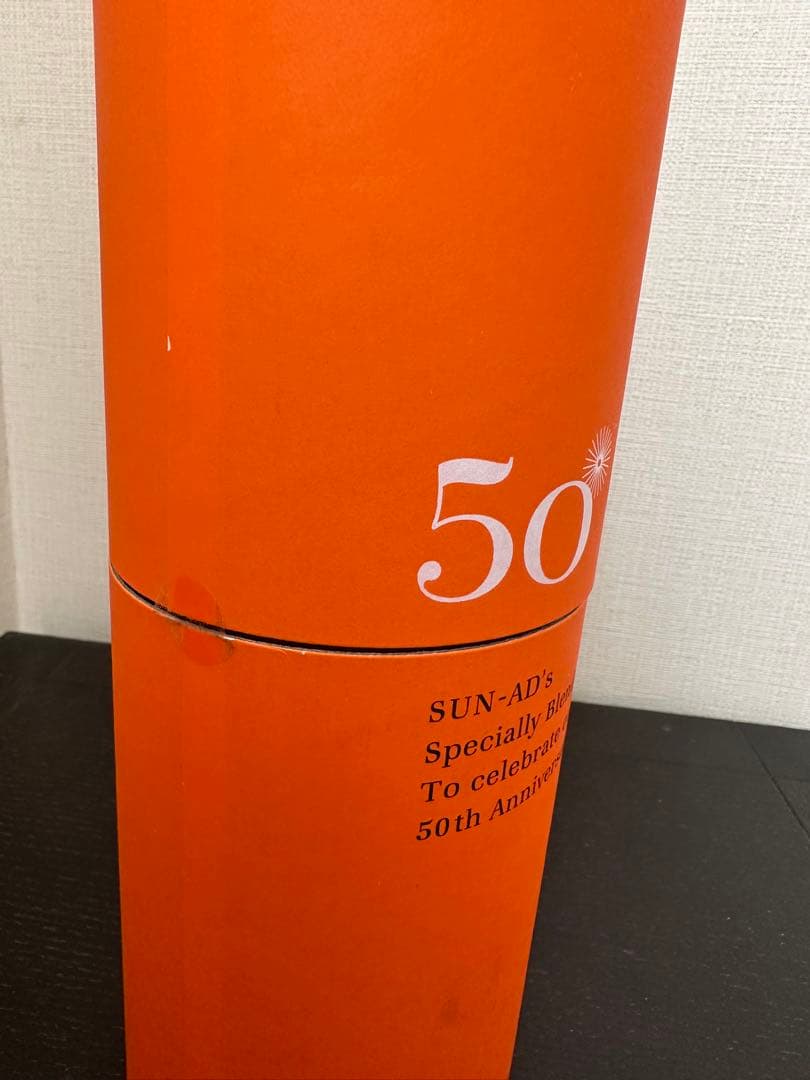 50
SUN-AD's
Specially
To celebrate
50th